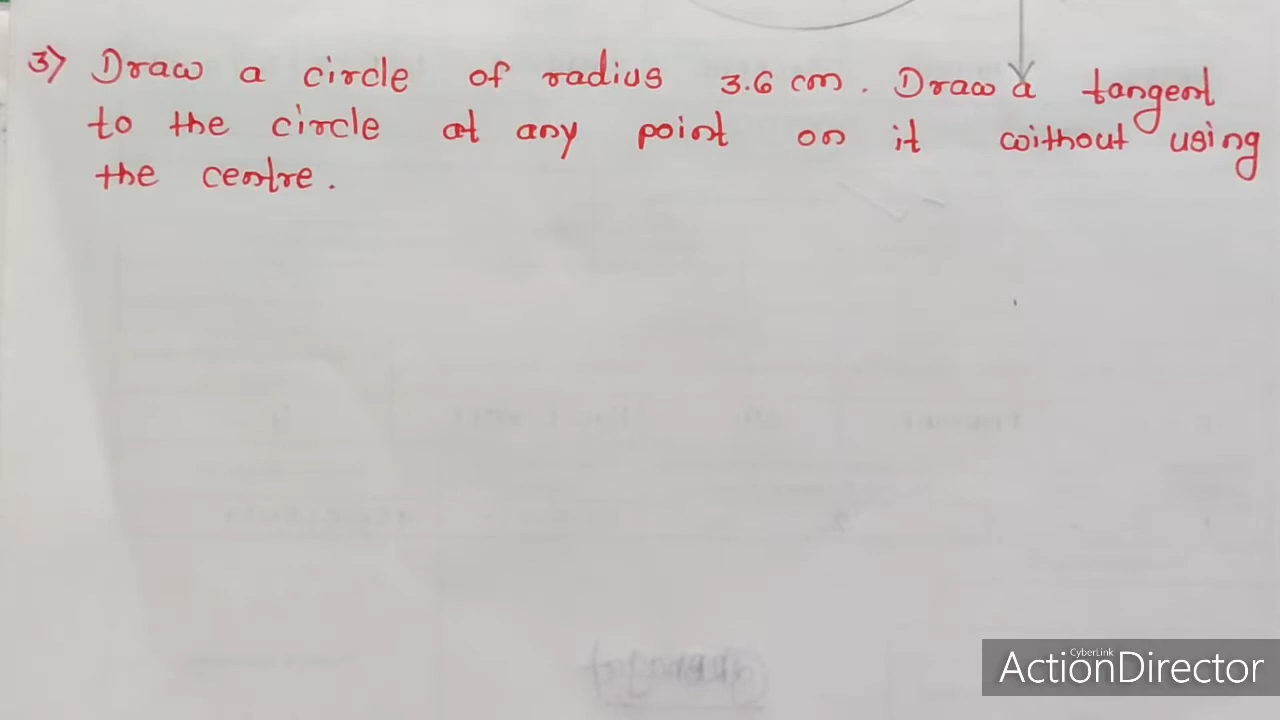 3) Draw a circle of radius 3.6 cm. Draw a tangent
to the circle at any point on it without using
the centre.
CyberLink
ActionDirector